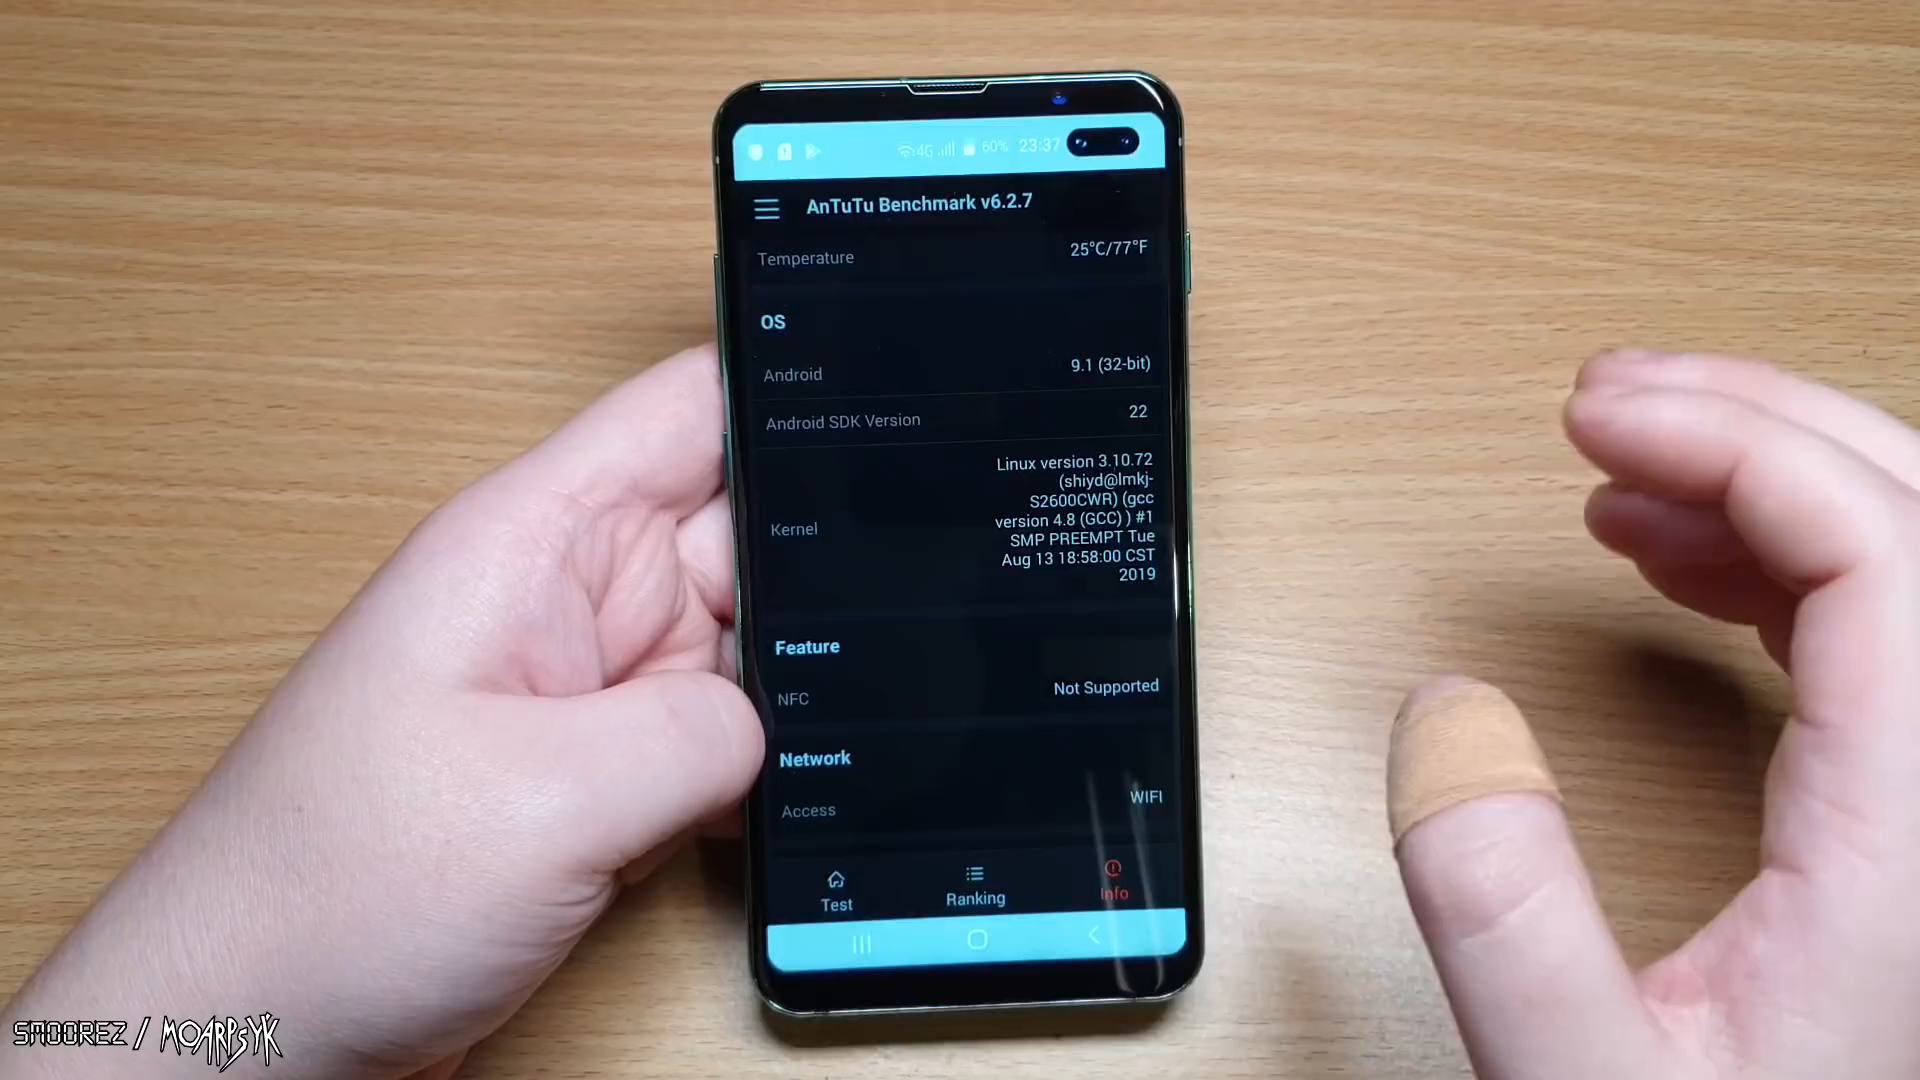 4G 60% 23:37
AnTuTu Benchmark v6.2.7
Temperature 25°C/77°F
OS
Android 9.1 (32-bit)
Android SDK Version 22
Kernel
Linux version 3.10.72
(shiyd@lmkj-
S2600CWR) (gcc
version 4.8 (GCC) ) #1
SMP PREEMPT Tue
Aug 13 18:58:00 CST
2019
Feature
NFC Not Supported
Network
Access WIFI
Test Ranking Info
SMOOREZ / MOARPSYK